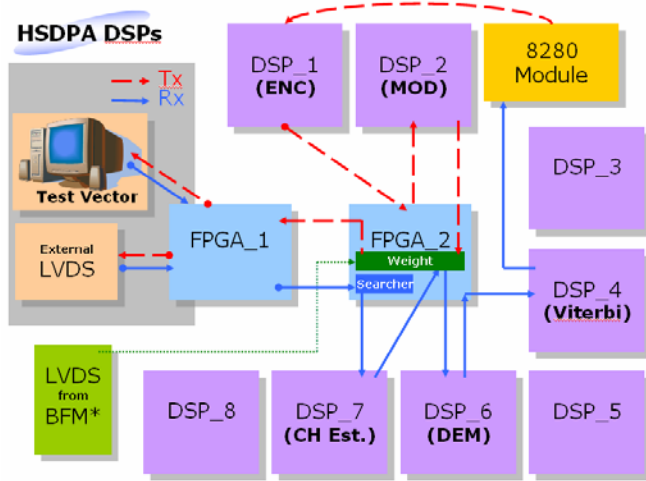 HSDPA DSPs
Tx
Rx
DSP_1
(ENC)
DSP_2
(MOD)
8280
Module
DSP_3
Test Vector
External
LVDS
FPGA_1
FPGA_2
Weight
Searcher
DSP_4
(Viterbi)
LVDS
from
BFM*
DSP_8
DSP_7
(CH Est.)
DSP_6
(DEM)
DSP_5